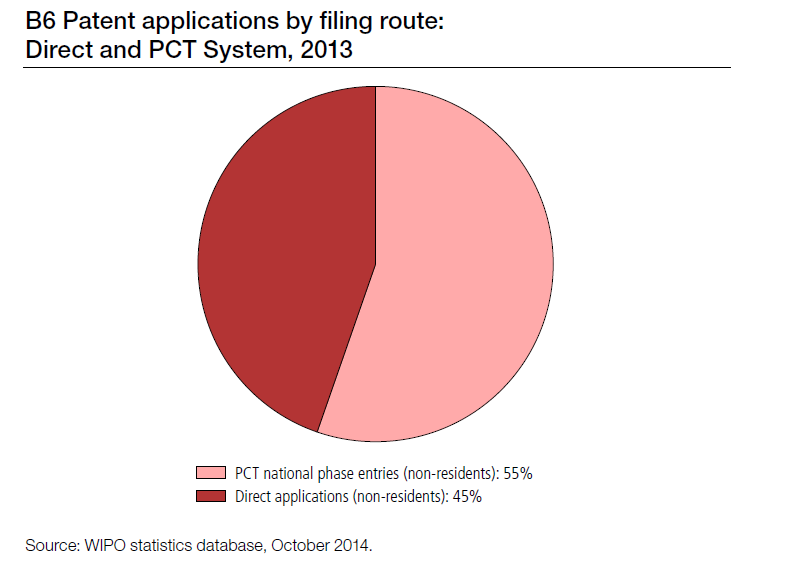 B6 Patent applications by filing route:
Direct and PCT System, 2013
PCT national phase entries (non-residents): 55%
Direct applications (non-residents): 45%
Source: WIPO statistics database, October 2014.